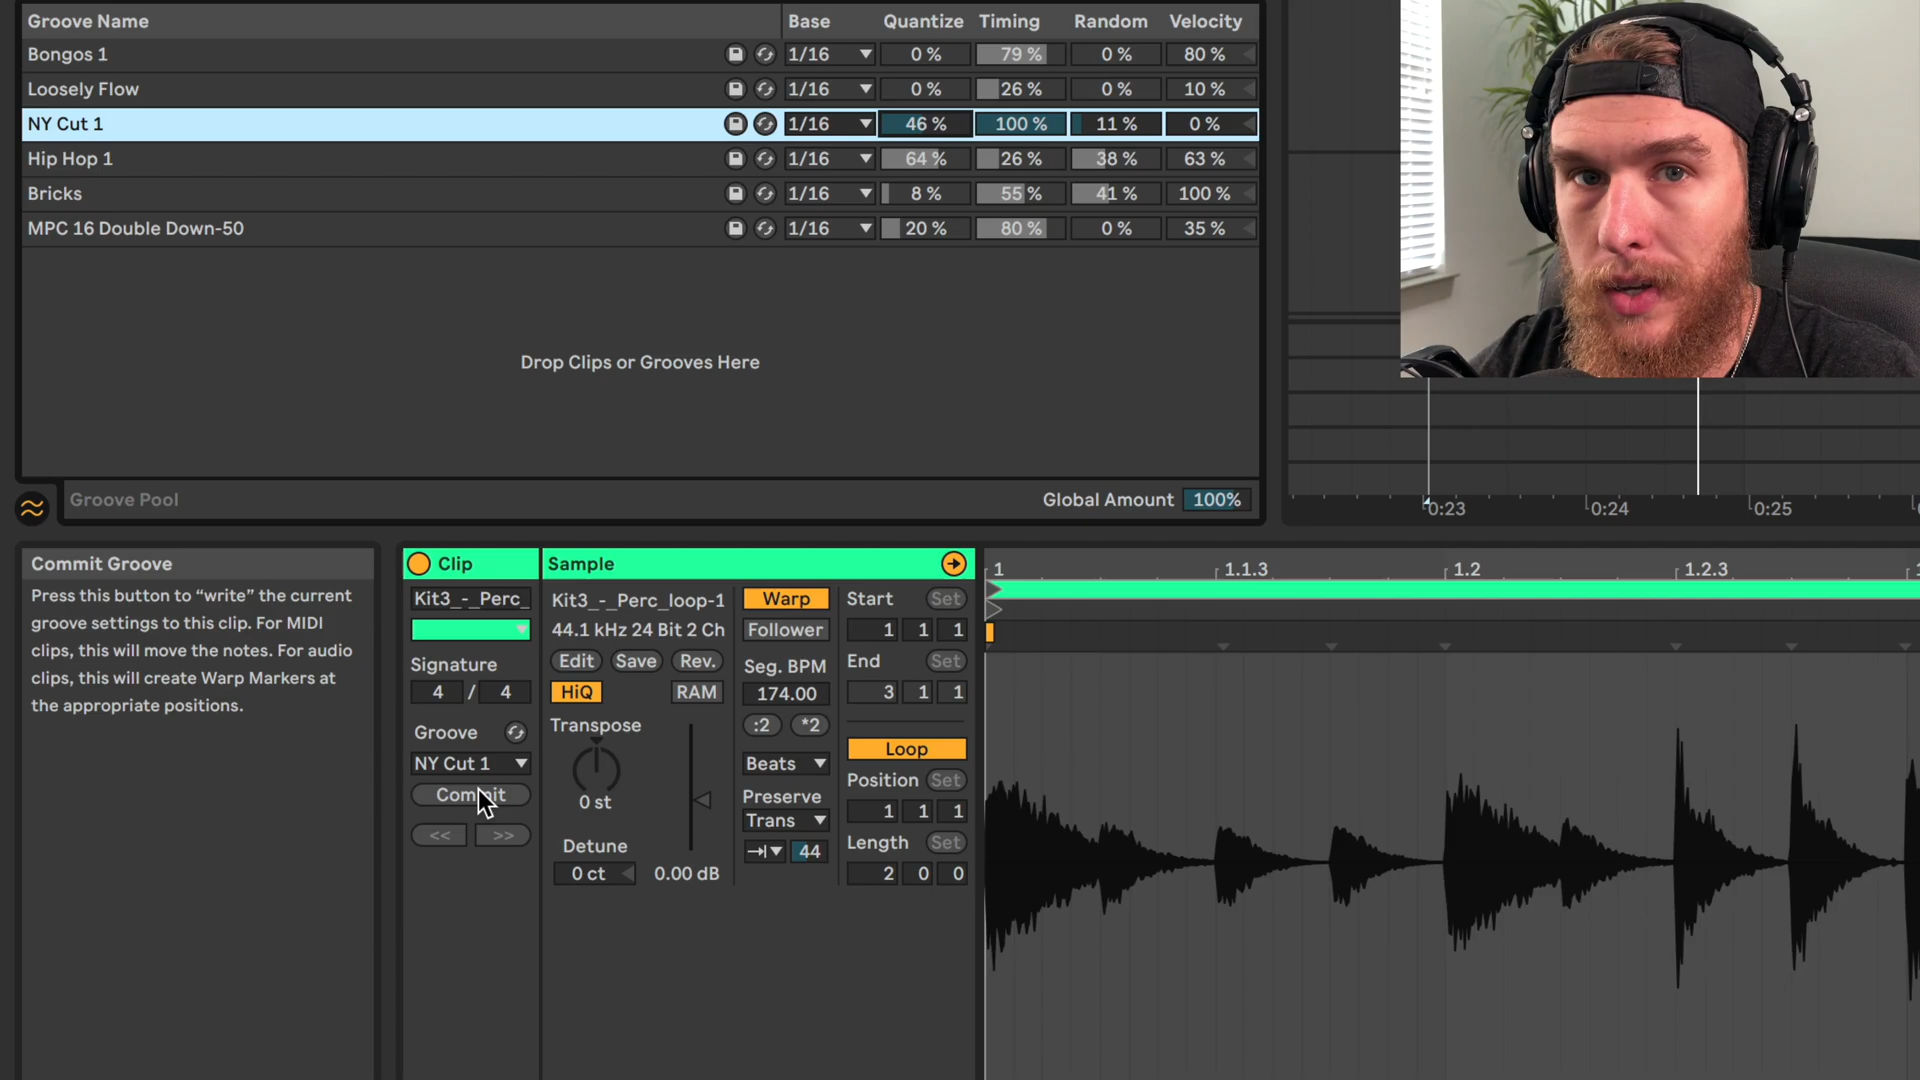 Groove Name Base Quantize Timing Random Velocity
Bongos 1 1/16 0 % 79 % 0 % 80 %
Loosely Flow 1/16 0 % 26 % 0 % 10 %
NY Cut 1 1/16 46 % 100 % 11 % 0 %
Hip Hop 1 1/16 64 % 26 % 38 % 63 %
Bricks 1/16 8 % 55 % 41 % 100 %
MPC 16 Double Down-50 1/16 20 % 80 % 0 % 35 %
Drop Clips or Grooves Here
Groove Pool Global Amount 100%
0:23 0:24 0:25
Commit Groove
Press this button to “write” the current
groove settings to this clip. For MIDI
clips, this will move the notes. For audio
clips, this will create Warp Markers at
the appropriate positions.
Clip
Kit3_-_Perc_
Signature
4 / 4
Groove
NY Cut 1
Commit
<< >>
Sample
Kit3_-_Perc_loop-1
44.1 kHz 24 Bit 2 Ch
Edit Save Rev.
HiQ RAM
Transpose
0 st
Detune
0 ct 0.00 dB
Warp
Follower
Seg. BPM
174.00
:2 *2
Beats
Preserve
Trans
44
Start Set
1 1 1
End Set
3 1 1
Loop
Position Set
1 1 1
Length Set
2 0 0
1 1.1.3 1.2 1.2.3